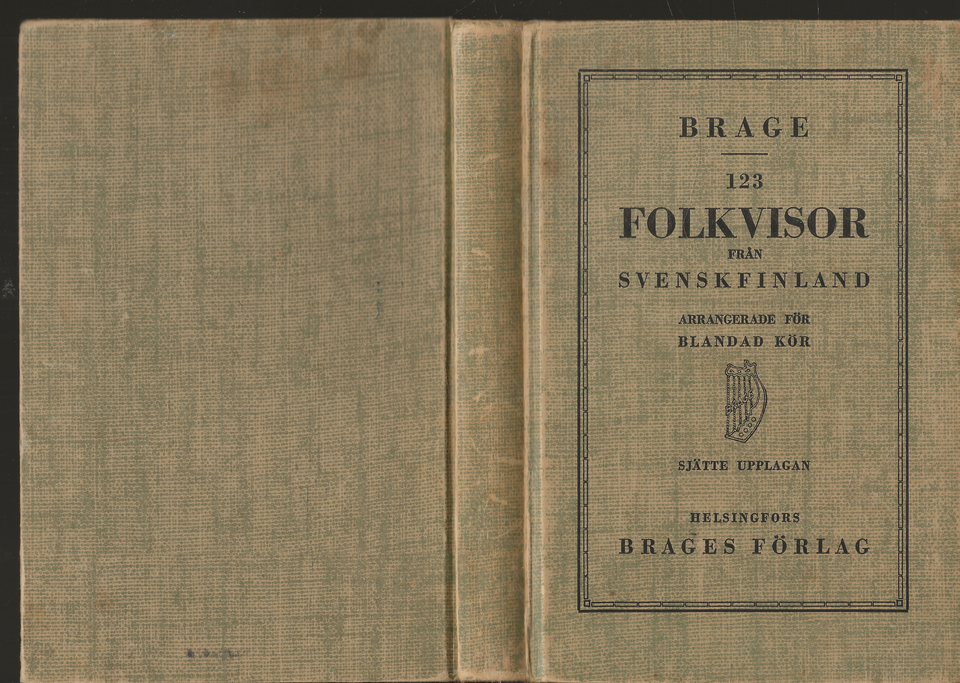 BRAGE
123
FOLKVISOR
FRÅN
SVENSKFINLAND
ARRANGERADE FÖR
BLANDAD KÖR
SJÄTTE UPPLAGAN
HELSINGFORS
BRAGES FÖRLAG